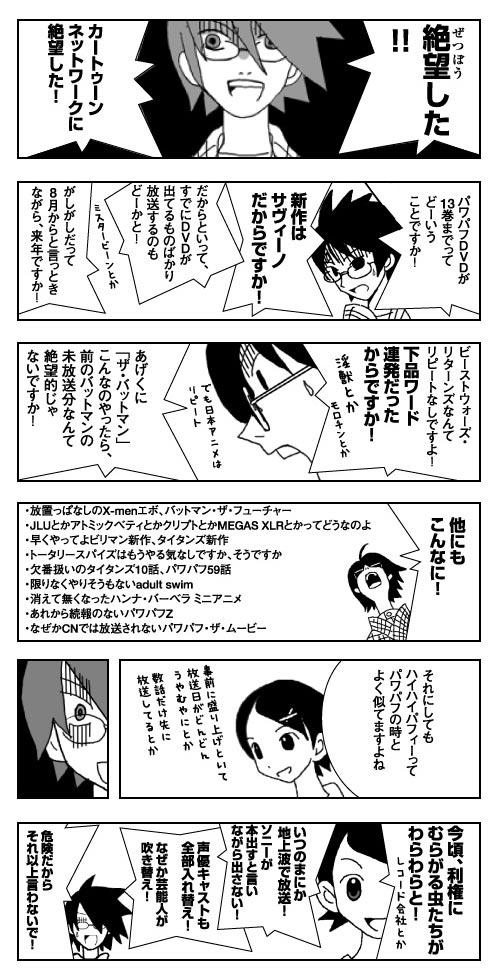 絶望した
ぜつぼう
!!
カートゥーン
ネットワークに
絶望した！
パワパフDVDが
13巻までって
どーいう
ことですか！
新作は
サヴィーノ
だからですか！
だからといって、
すでにDVDが
出てるものばかり
放送するのも
どーかと！
ミスタービーンとか
がしがしだって
8月からと言っとき
ながら、来年ですか！
ビーストウォーズ・
リターンズなんて
リピートなしですよ！
下品ワード
連発だった
からですか！
淫獣とか
モロチンとか
でも日本アニメは
リピート
あげくに
「ザ・バットマン」
こんなのやったら、
前のバットマンの
未放送分なんて
絶望的じゃ
ないですか！
他にも
こんなに！
・放置っぱなしのX-menエボ、バットマン・ザ・フューチャー
・JLUとかアトミックベティとかクリプトとかMEGAS XLRとかってどうなのよ
・早くやってよビリマン新作、タイタンズ新作
・トータリースパイズはもうやる気なしですか、そうですか
・欠番扱いのタイタンズ10話、パワパフ59話
・限りなくやりそうもないadult swim
・消えて無くなったハンナ・バーベラ ミニアニメ
・あれから続報のないパワパフZ
・なぜかCNでは放送されないパワパフ・ザ・ムービー
それにしても
ハイハイパフィーって
パワパフの時と
よく似てますよね
事前に盛り上げといて
放送日がどんどん
うやむやにとか
数話だけ先に
放送してるとか
今頃、利権に
むらがる虫たちが
わらわらと！
レコード会社とか
いつのまにか
地上波で放送！
ソニーが
本出すと言い
ながら出さない！
声優キャストも
全部入れ替え！
なぜか芸能人が
吹き替え！
危険だから
それ以上言わないで！